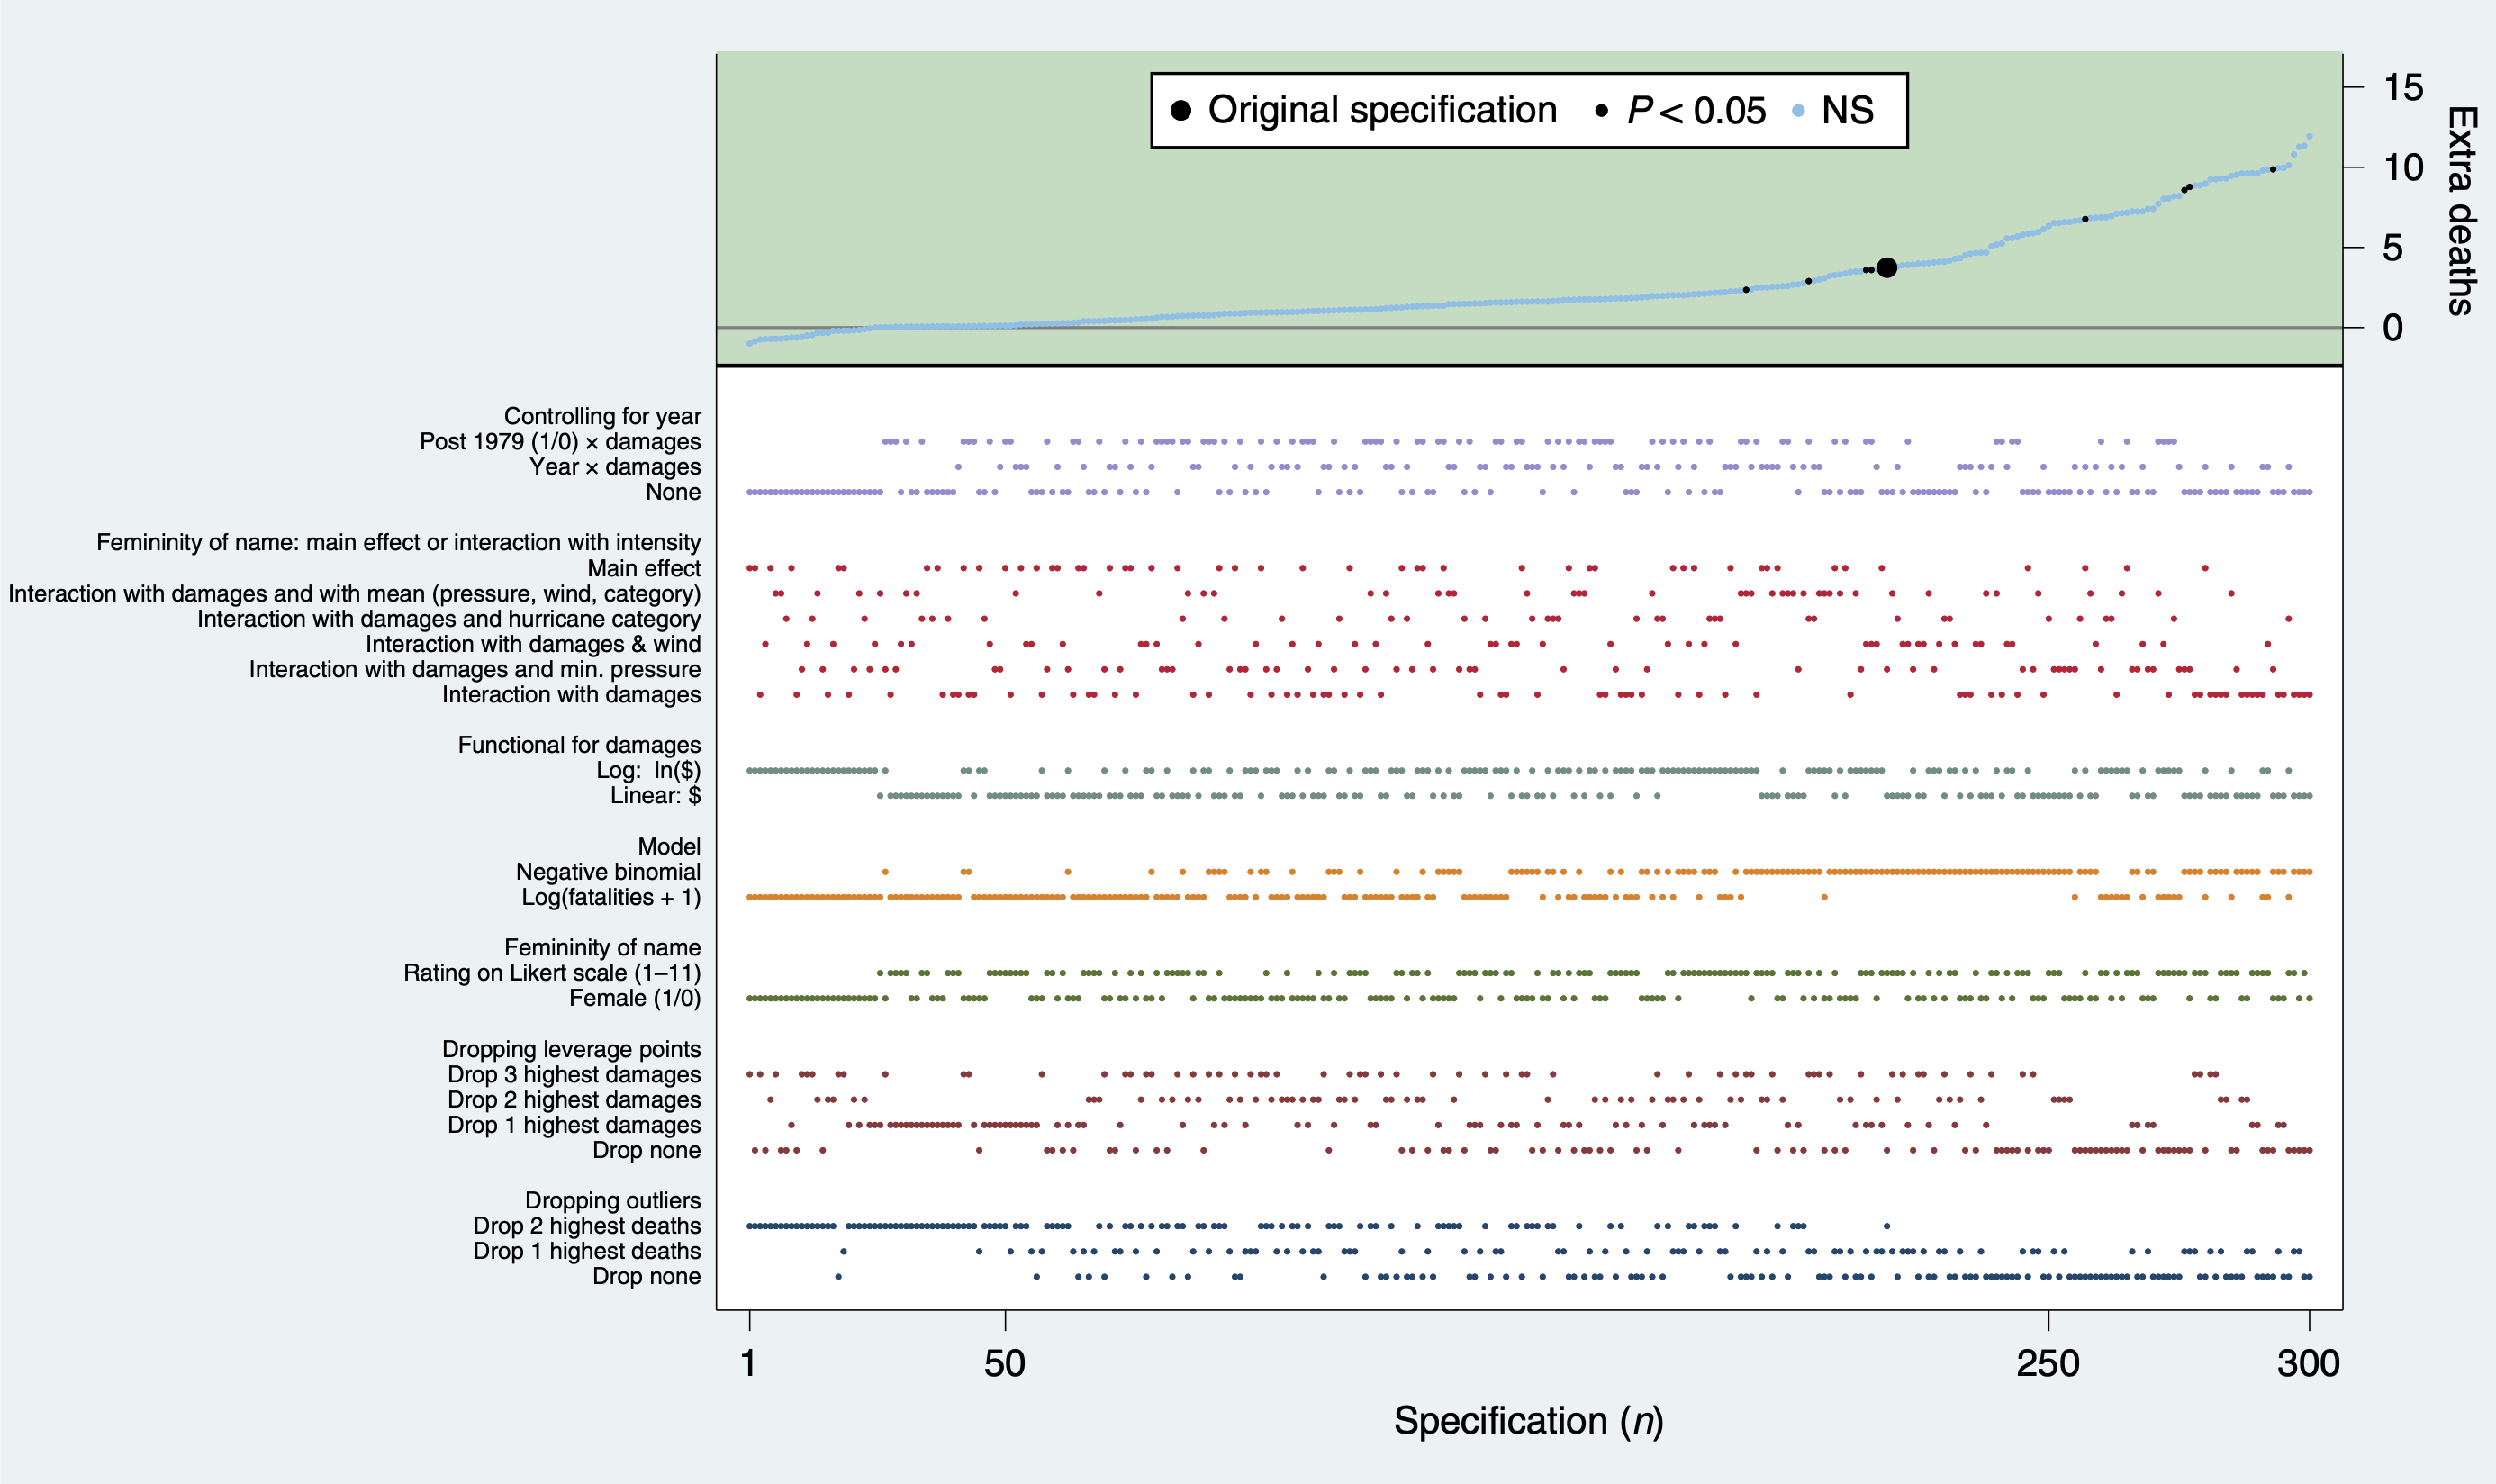 Original specification P < 0.05 NS
15
10
5
0
Extra deaths
Controlling for year
Post 1979 (1/0) × damages
Year × damages
None
Femininity of name: main effect or interaction with intensity
Main effect
Interaction with damages and with mean (pressure, wind, category)
Interaction with damages and hurricane category
Interaction with damages & wind
Interaction with damages and min. pressure
Interaction with damages
Functional for damages
Log: ln($)
Linear: $
Model
Negative binomial
Log(fatalities + 1)
Femininity of name
Rating on Likert scale (1–11)
Female (1/0)
Dropping leverage points
Drop 3 highest damages
Drop 2 highest damages
Drop 1 highest damages
Drop none
Dropping outliers
Drop 2 highest deaths
Drop 1 highest deaths
Drop none
1 50 250 300
Specification (n)